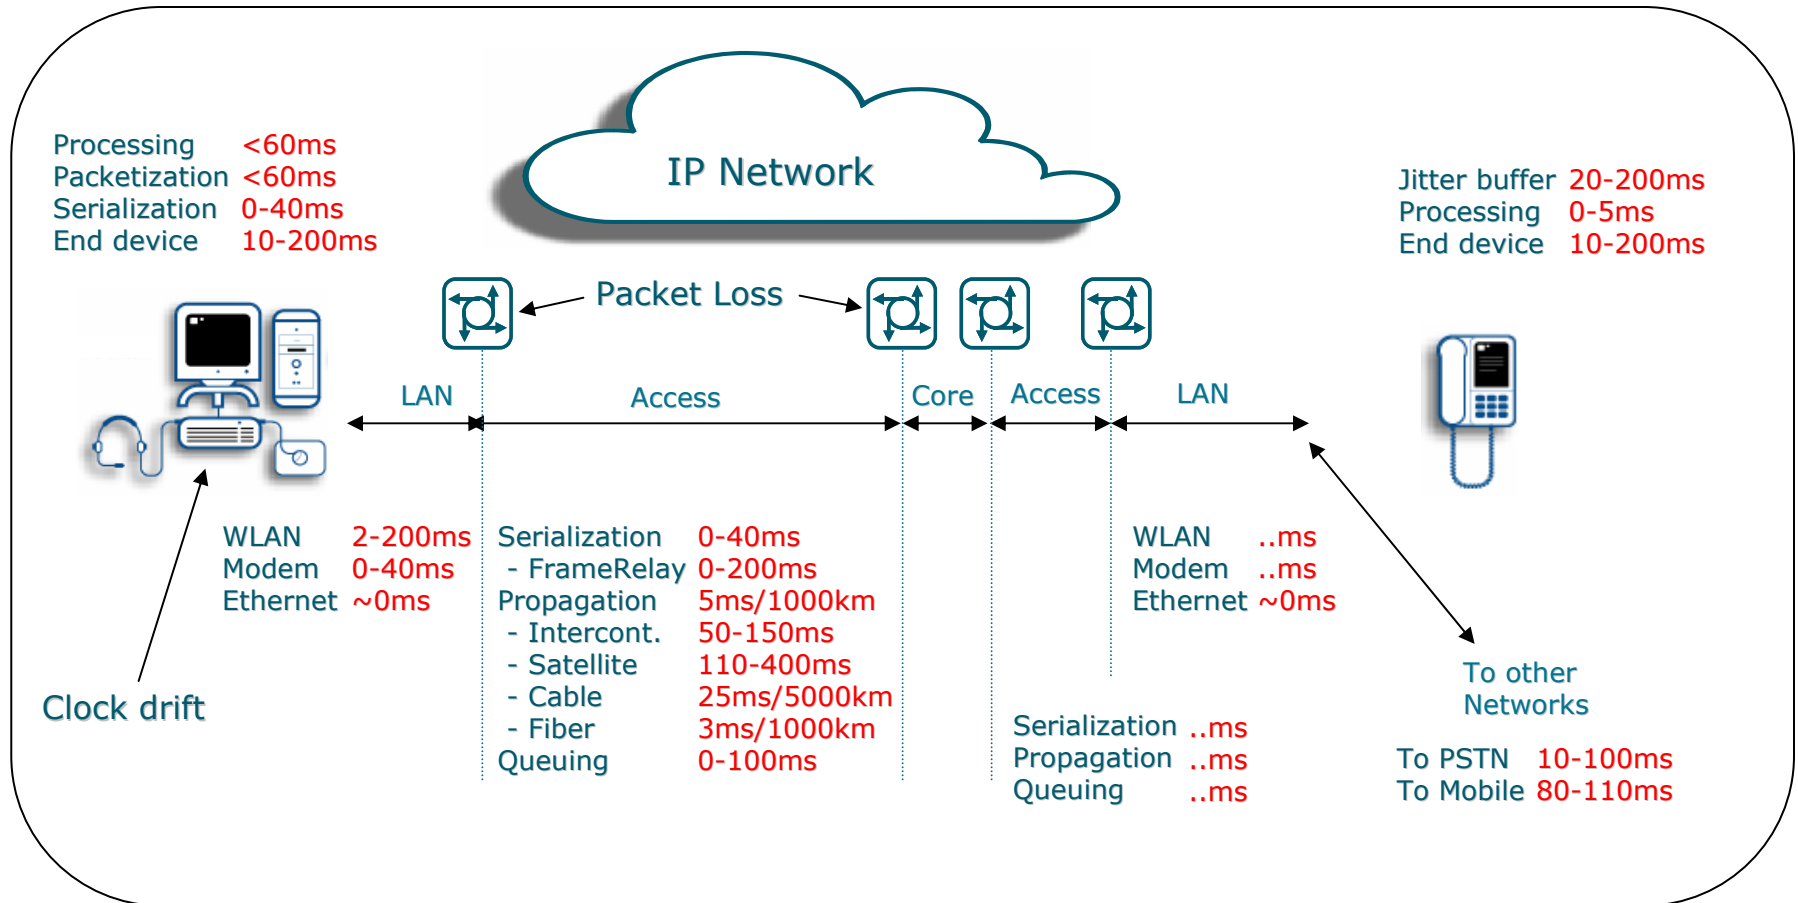 IP Network
Processing <60ms
Packetization <60ms
Serialization 0-40ms
End device 10-200ms
Jitter buffer 20-200ms
Processing 0-5ms
End device 10-200ms
Packet Loss
LAN
Access
Core
Access
LAN
WLAN 2-200ms
Modem 0-40ms
Ethernet ~0ms
Serialization 0-40ms
- FrameRelay 0-200ms
Propagation 5ms/1000km
- Intercont. 50-150ms
- Satellite 110-400ms
- Cable 25ms/5000km
- Fiber 3ms/1000km
Queuing 0-100ms
WLAN ..ms
Modem ..ms
Ethernet ~0ms
Clock drift
Serialization ..ms
Propagation ..ms
Queuing ..ms
To other
Networks
To PSTN 10-100ms
To Mobile 80-110ms